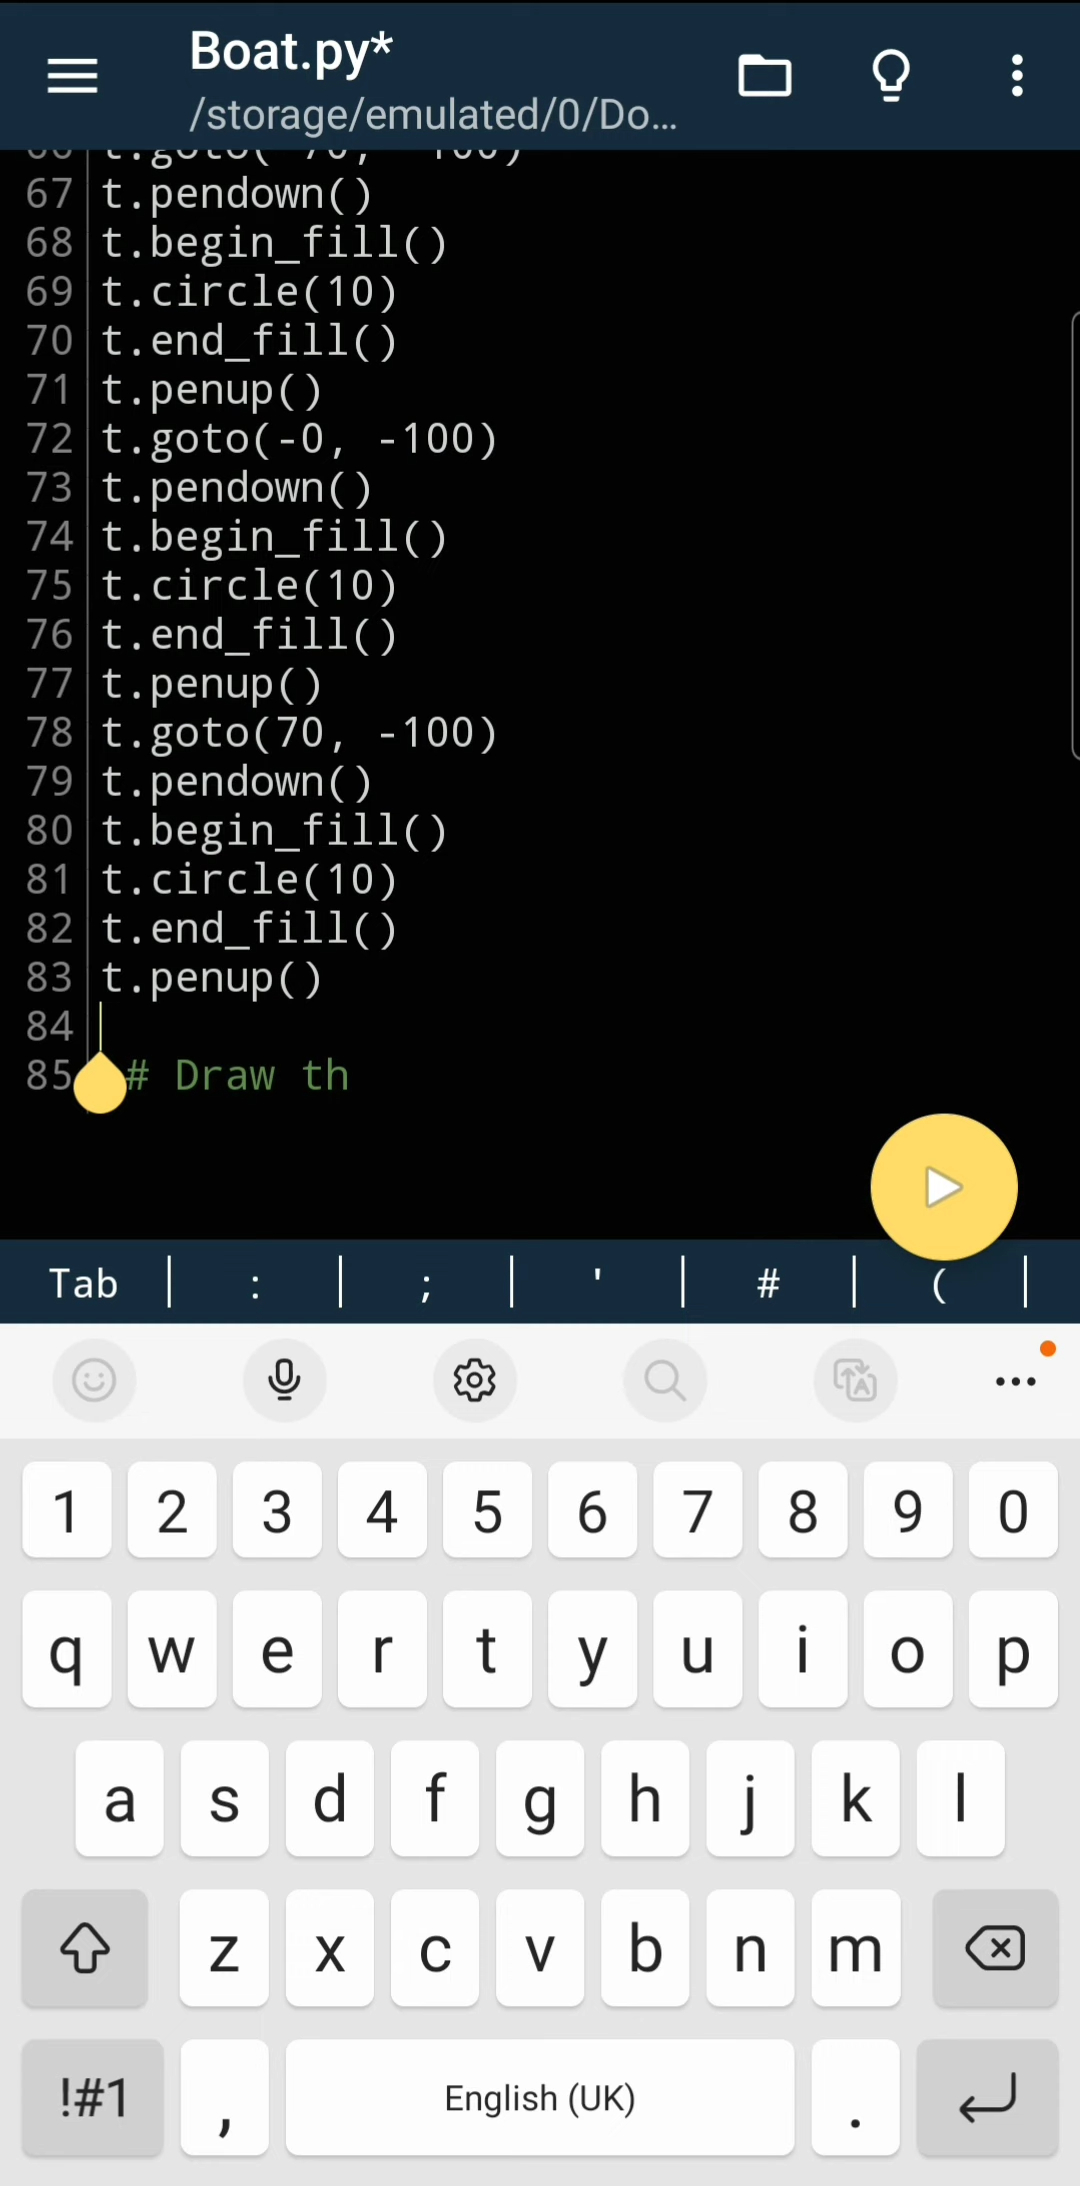 Boat.py*
/storage/emulated/0/Do...
67 t.pendown()
68 t.begin_fill()
69 t.circle(10)
70 t.end_fill()
71 t.penup()
72 t.goto(-0, -100)
73 t.pendown()
74 t.begin_fill()
75 t.circle(10)
76 t.end_fill()
77 t.penup()
78 t.goto(70, -100)
79 t.pendown()
80 t.begin_fill()
81 t.circle(10)
82 t.end_fill()
83 t.penup()
84
85 # Draw th
Tab | : | ; | ' | # | ( |
1 2 3 4 5 6 7 8 9 0
q w e r t y u i o p
a s d f g h j k l
z x c v b n m
!#1 , English (UK) .